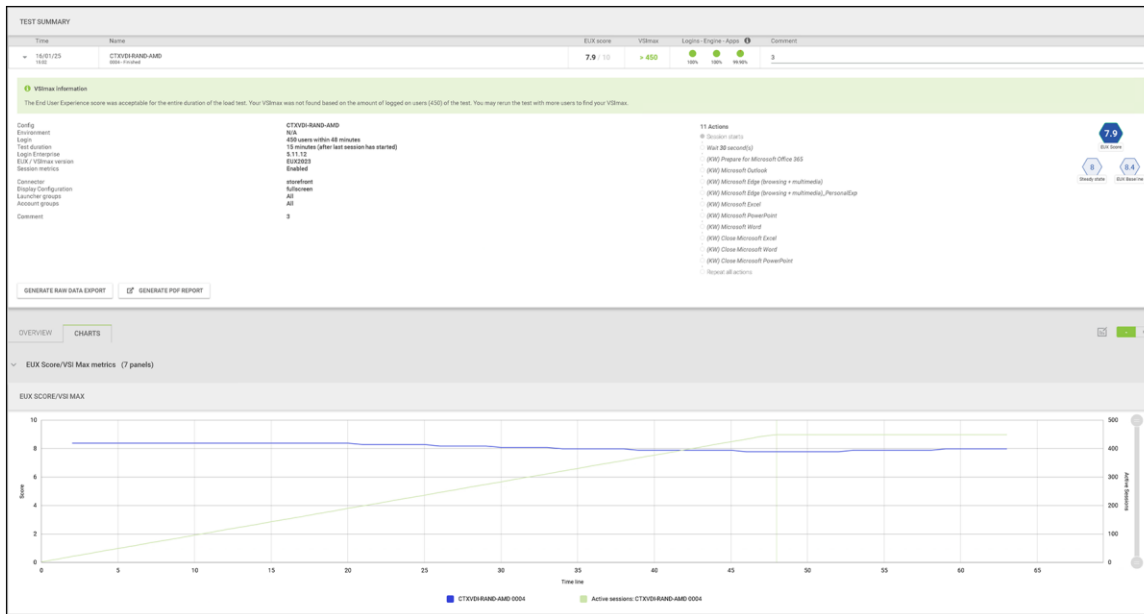 TEST SUMMARY
Time Name EUX score VSImax Logins - Engine - Apps Comment
16/01/25 CTXVDI-RAND-AMD 7.9 / 10 > 450 3
0004 - Finished 100% 100% 99.90%
VSImax information
The End User Experience score was acceptable for the entire duration of the load test. Your VSImax was not found based on the amount of logged on users (450) of the test. You may rerun the test with more users to find your VSImax.
Config CTXVDI-RAND-AMD
Environment N/A
Login 450 users within 48 minutes
Test duration 15 minutes (after last session has started)
Login Enterprise 5.11.12
EUX / VSImax version EUX2023
Session metrics Enabled
Connector storefront
Display Configuration fullscreen
Launcher groups All
Account groups All
Comment 3
11 Actions
Session starts
Wait 30 second(s)
(KW) Prepare for Microsoft Office 365
(KW) Microsoft Outlook
(KW) Microsoft Edge (browsing + multimedia)
(KW) Microsoft Edge (browsing + multimedia)_PersonalExp
(KW) Microsoft Excel
(KW) Microsoft PowerPoint
(KW) Microsoft Word
(KW) Close Microsoft Excel
(KW) Close Microsoft Word
(KW) Close Microsoft PowerPoint
Repeat all actions
7.9
EUX Score
8 8.4
Steady state EUX Baseline
GENERATE RAW DATA EXPORT GENERATE PDF REPORT
OVERVIEW CHARTS
EUX Score/VSI Max metrics (7 panels)
EUX SCORE/VSI MAX
10 500
8 400
6 300
4 200
2 100
0 0
Score
Active Sessions
0 5 10 15 20 25 30 35 40 45 50 55 60 65
Time line
CTXVDI-RAND-AMD 0004 Active sessions: CTXVDI-RAND-AMD 0004